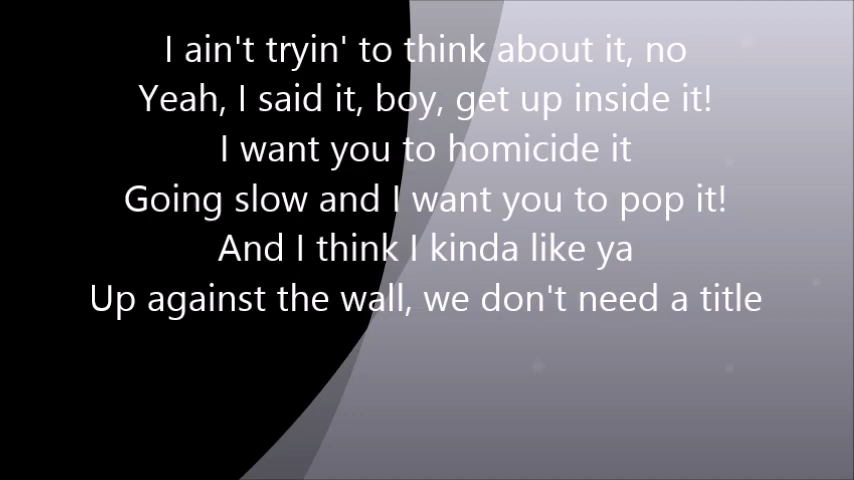 I ain't tryin' to think about it, no
Yeah, I said it, boy, get up inside it!
I want you to homicide it
Going slow and I want you to pop it!
And I think I kinda like ya
Up against the wall, we don't need a title